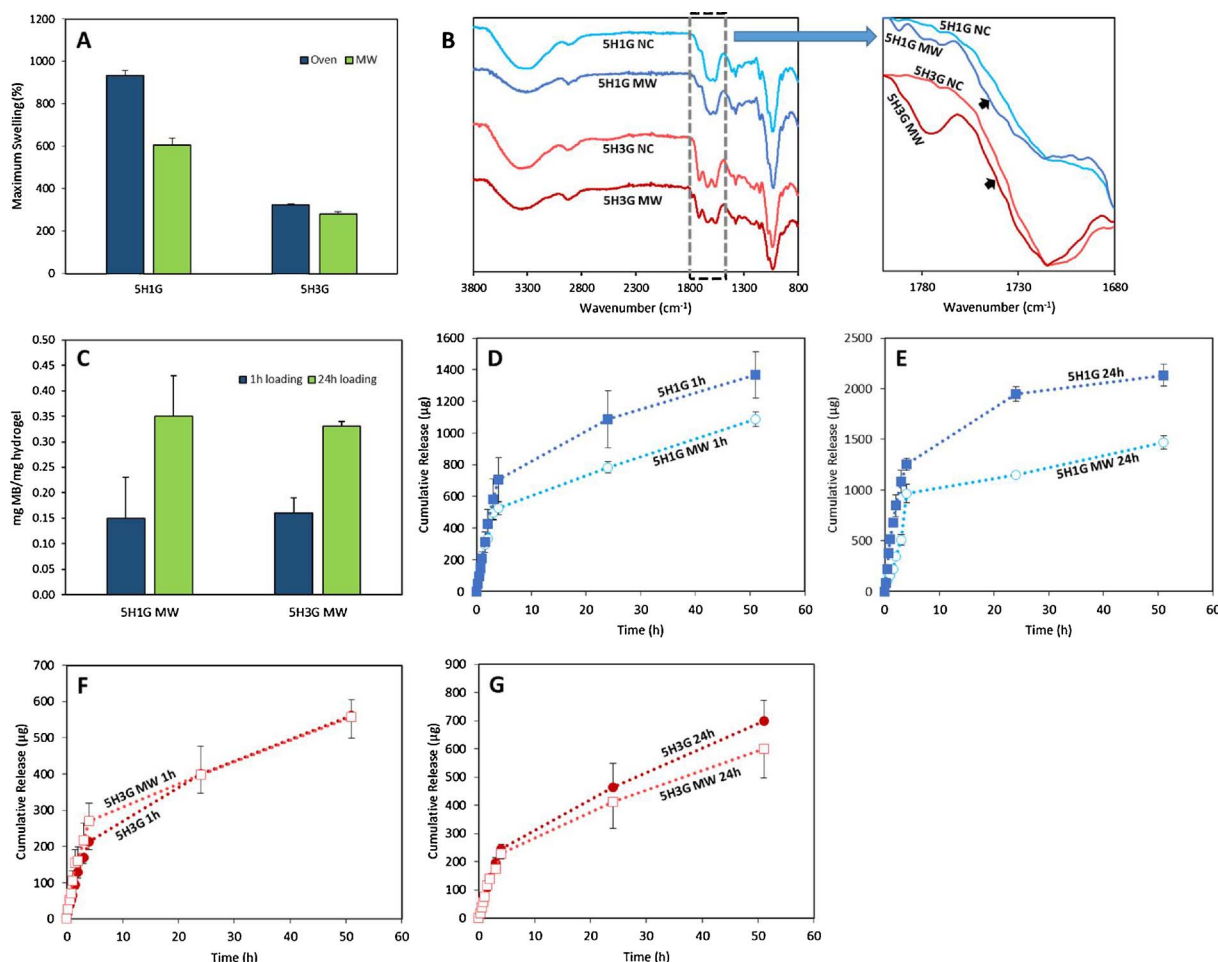 A
Maximum Swelling(%)
1200
1000
800
600
400
200
0
Oven
MW
5H1G
5H3G
B
5H1G NC
5H1G MW
5H3G NC
5H3G MW
3800
3300
2800
2300
1800
1300
800
Wavenumber (cm⁻¹)
5H1G NC
5H1G MW
5H3G NC
5H3G MW
1780
1730
1680
Wavenumber (cm⁻¹)
C
mg MB/mg hydrogel
0.50
0.45
0.40
0.35
0.30
0.25
0.20
0.15
0.10
0.05
0.00
1h loading
24h loading
5H1G MW
5H3G MW
D
Cumulative Release (µg)
1600
1400
1200
1000
800
600
400
200
0
5H1G 1h
5H1G MW 1h
0
10
20
30
40
50
60
Time (h)
E
Cumulative Release (µg)
2500
2000
1500
1000
500
0
5H1G 24h
5H1G MW 24h
0
10
20
30
40
50
60
Time (h)
F
Cumulative Release (µg)
700
600
500
400
300
200
100
0
5H3G MW 1h
5H3G 1h
0
20
40
60
Time (h)
G
Cumulative Release (µg)
900
800
700
600
500
400
300
200
100
0
5H3G 24h
5H3G MW 24h
0
10
20
30
40
50
60
Time (h)